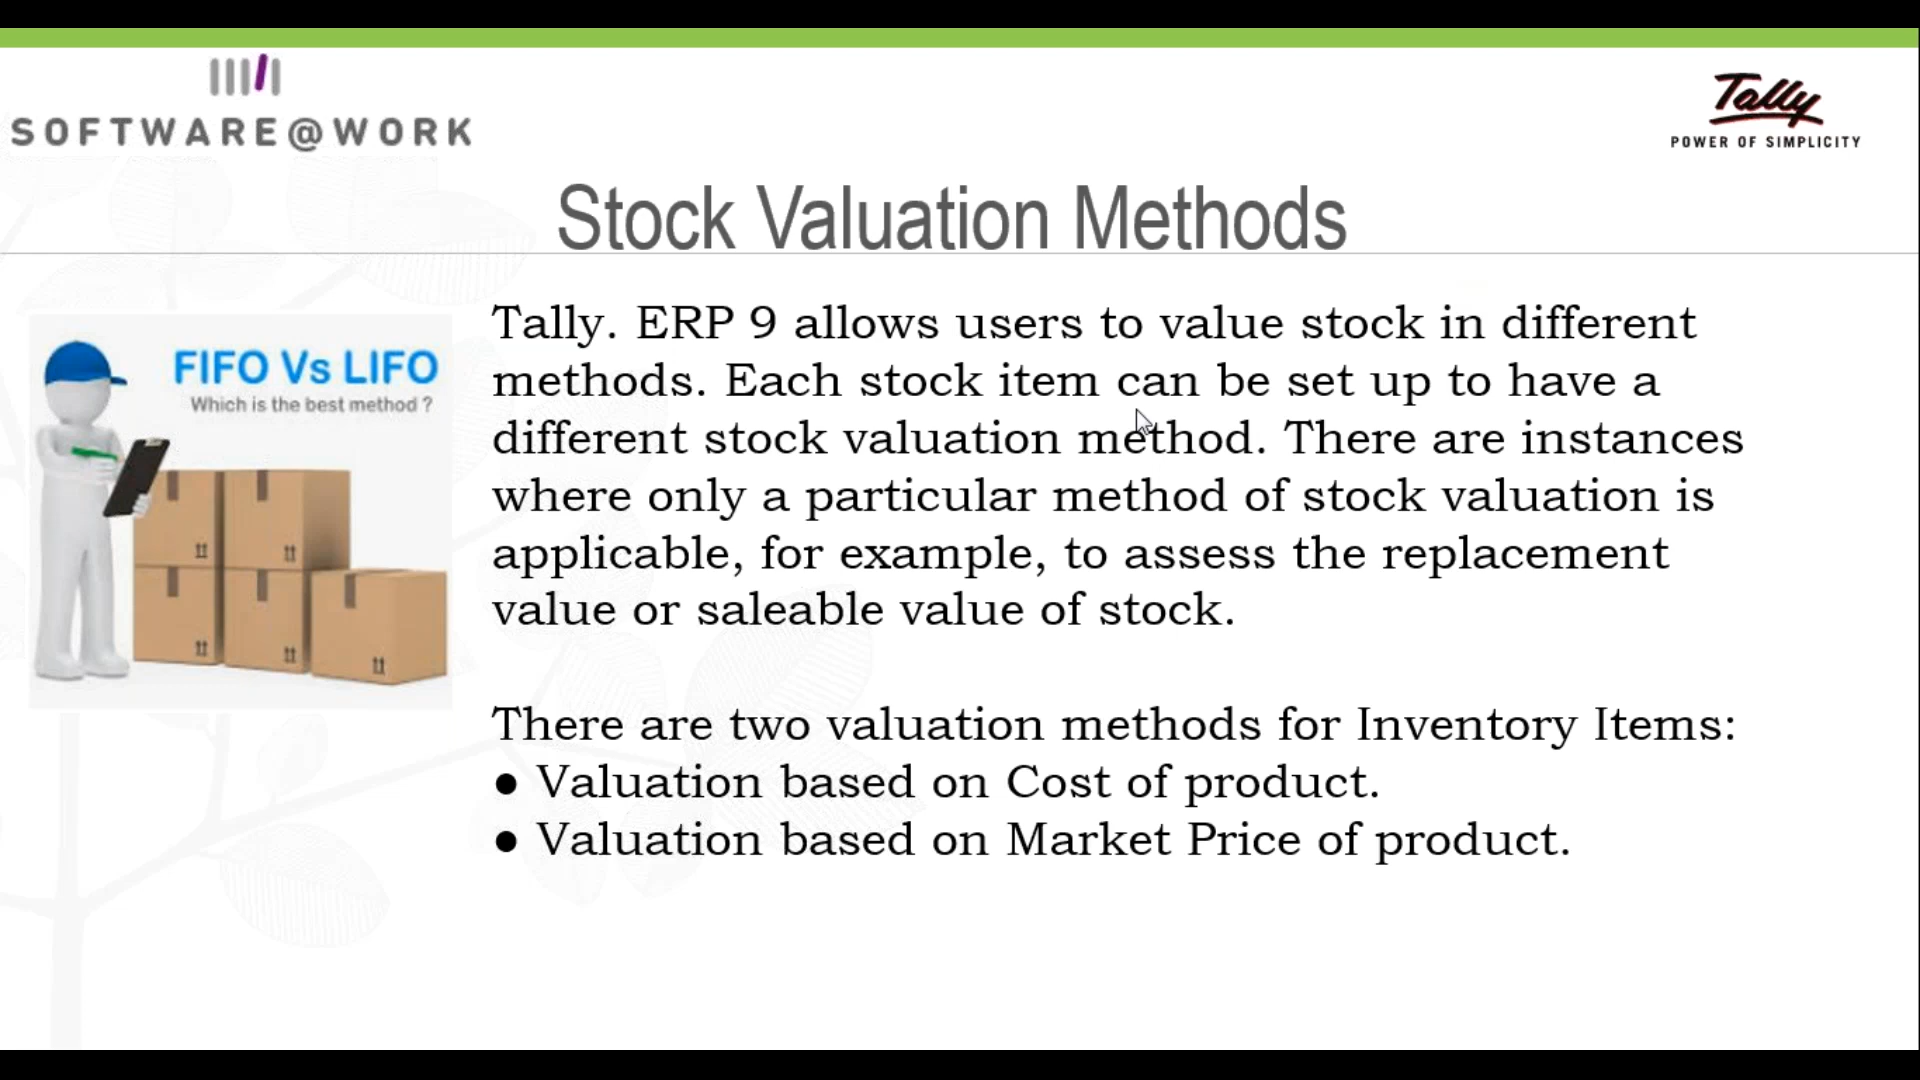 SOFTWARE@WORK
Tally
POWER OF SIMPLICITY
Stock Valuation Methods
FIFO Vs LIFO
Which is the best method ?
Tally. ERP 9 allows users to value stock in different
methods. Each stock item can be set up to have a
different stock valuation method. There are instances
where only a particular method of stock valuation is
applicable, for example, to assess the replacement
value or saleable value of stock.
There are two valuation methods for Inventory Items:
● Valuation based on Cost of product.
● Valuation based on Market Price of product.